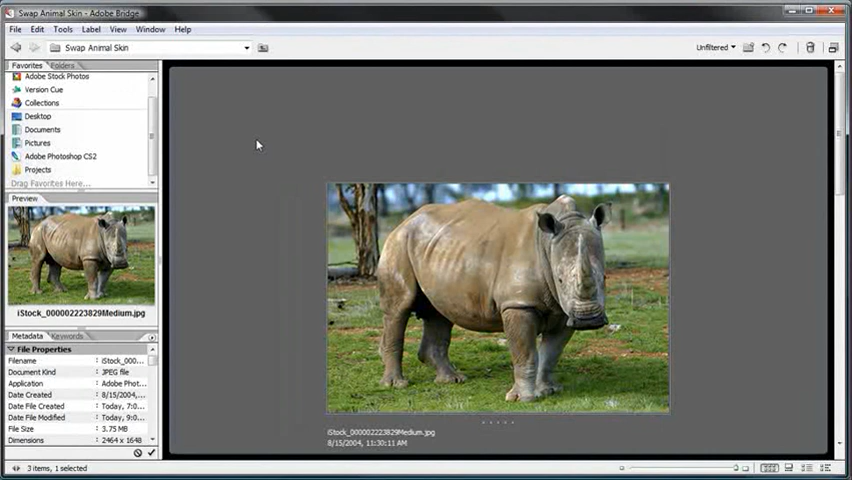 Swap Animal Skin - Adobe Bridge
File Edit Tools Label View Window Help
Swap Animal Skin
Unfiltered
Favorites Folders
Adobe Stock Photos
Version Cue
Collections
Desktop
Documents
Pictures
Adobe Photoshop CS2
Projects
Drag Favorites Here...
Preview
iStock_000002223829Medium.jpg
Metadata Keywords
File Properties
Filename : iStock_000...
Document Kind : JPEG file
Application : Adobe Phot...
Date Created : 8/15/2004,...
Date File Created : Today, 7:0...
Date File Modified : Today, 9:0...
File Size : 3.75 MB
Dimensions : 2464 x 1648
iStock_000002223829Medium.jpg
8/15/2004, 11:30:11 AM
3 items, 1 selected